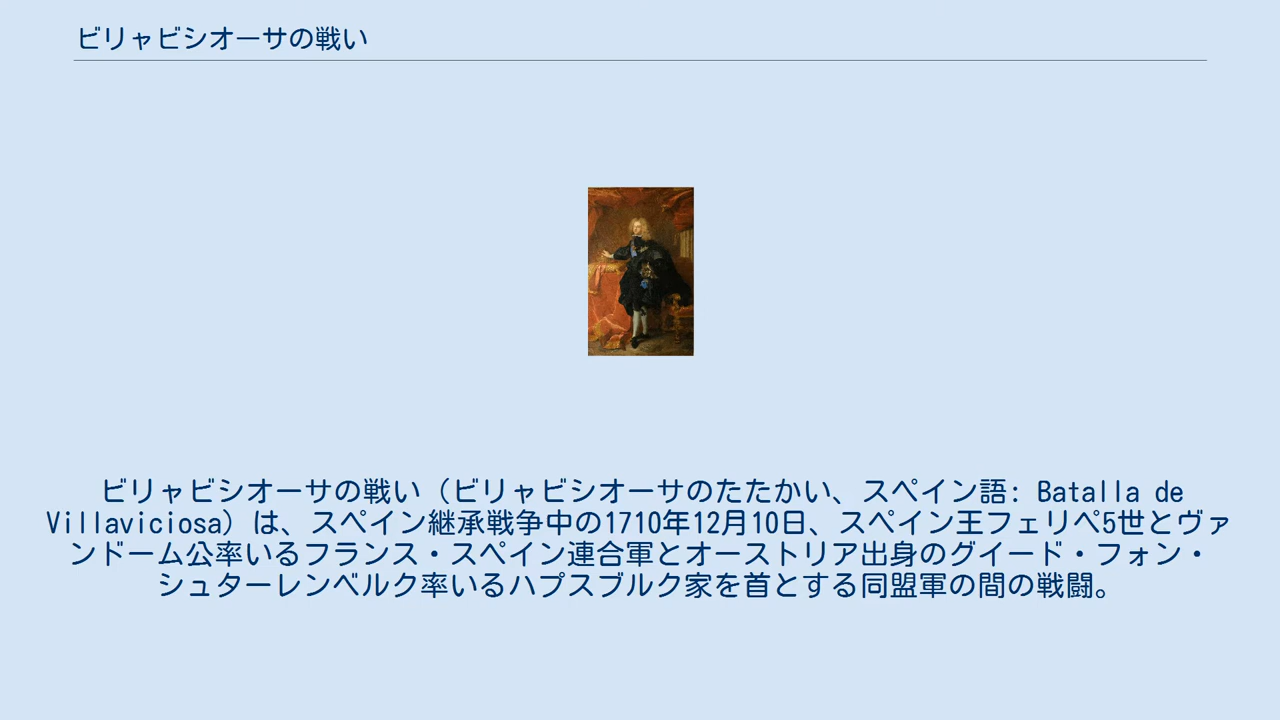 ビリャビシオーサの戦い
ビリャビシオーサの戦い（ビリャビシオーサのたたかい、スペイン語: Batalla de
Villaviciosa）は、スペイン継承戦争中の1710年12月10日、スペイン王フェリペ5世とヴァ
ンドーム公率いるフランス・スペイン連合軍とオーストリア出身のグイード・フォン・
シュターレンベルク率いるハプスブルク家を首とする同盟軍の間の戦闘。